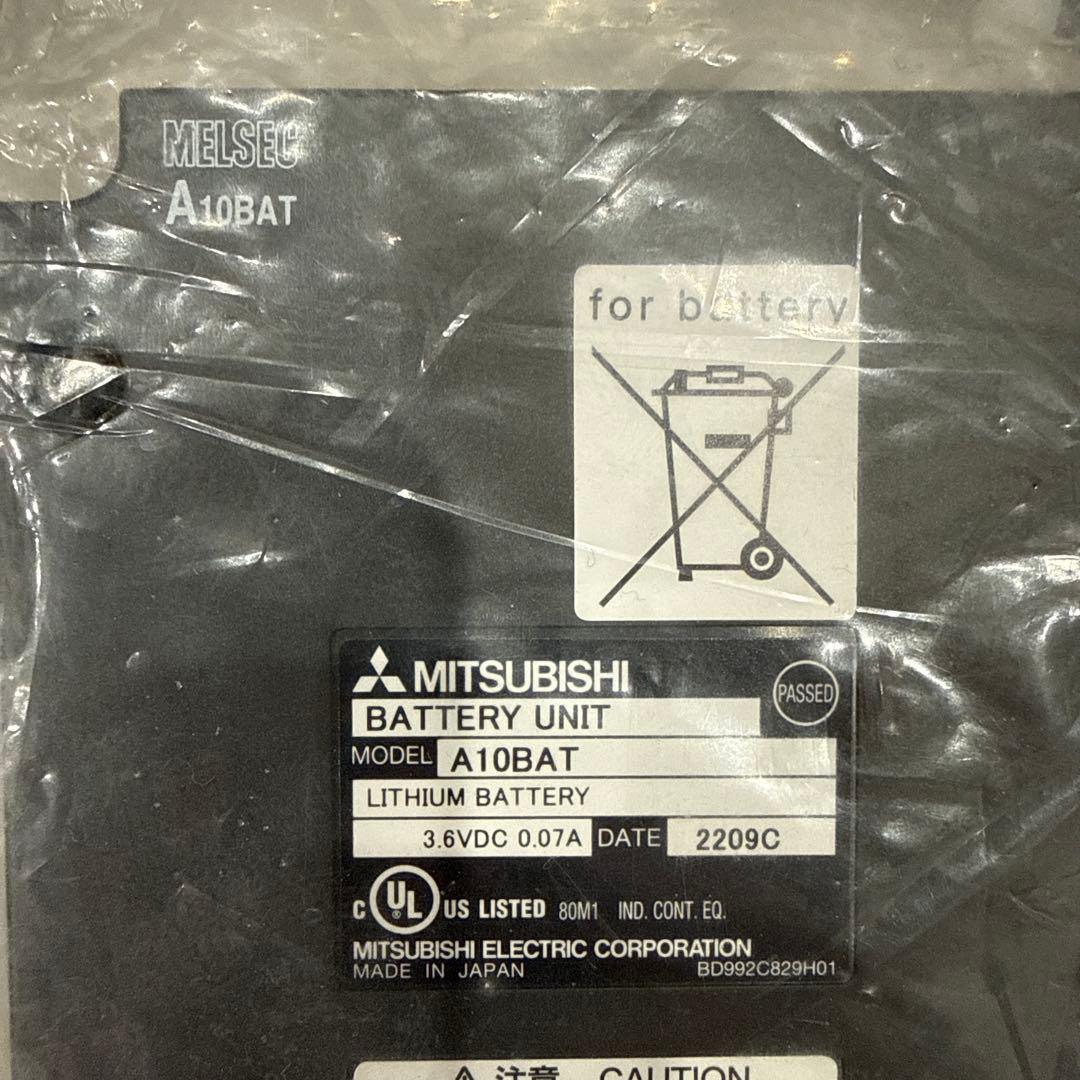 MELSEC
A10BAT
for battery
MITSUBISHI
PASSED
BATTERY UNIT
MODEL A10BAT
LITHIUM BATTERY
3.6VDC 0.07A DATE 2209C
C UL ® US LISTED 80M1 IND. CONT. EQ.
MITSUBISHI ELECTRIC CORPORATION
MADE IN JAPAN BD992C829H01
注意 CAUTION